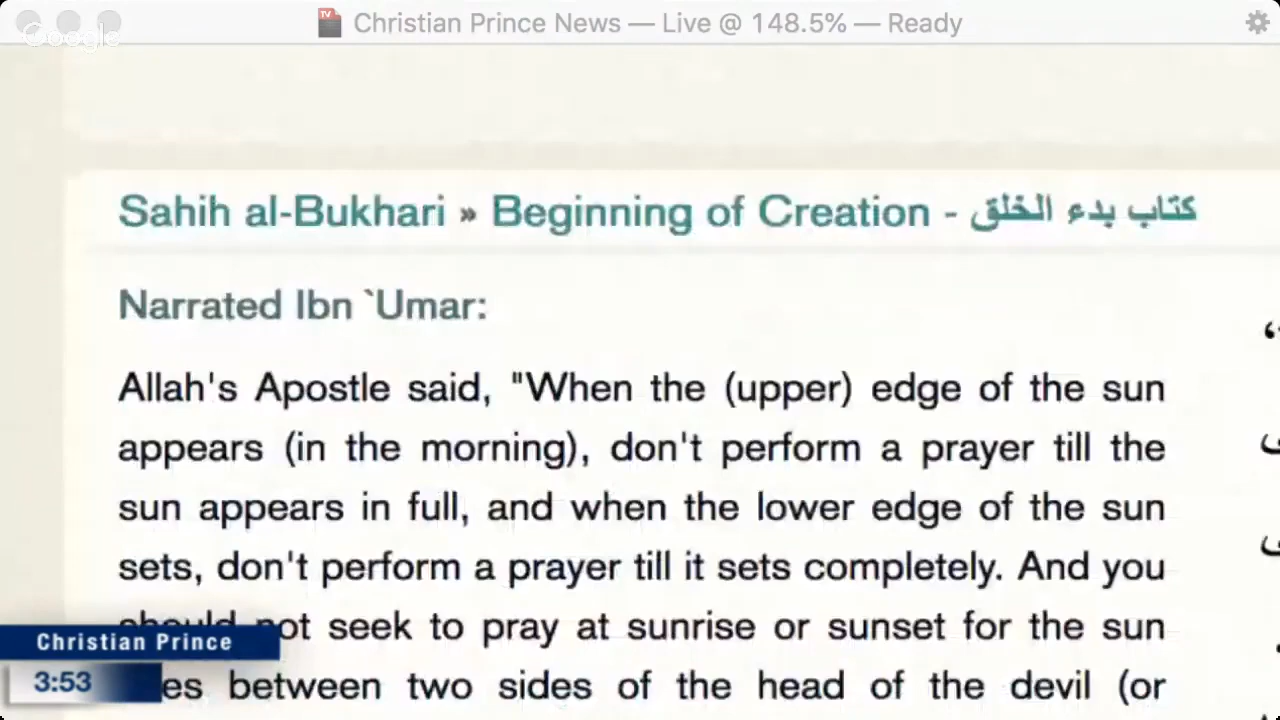 Christian Prince News — Live @ 148.5% — Ready
Google
Sahih al-Bukhari » Beginning of Creation - كتاب بدء الخلق
Narrated Ibn `Umar:
Allah's Apostle said, "When the (upper) edge of the sun
appears (in the morning), don't perform a prayer till the
sun appears in full, and when the lower edge of the sun
sets, don't perform a prayer till it sets completely. And you
should not seek to pray at sunrise or sunset for the sun
between two sides of the head of the devil (or
Christian Prince
3:53